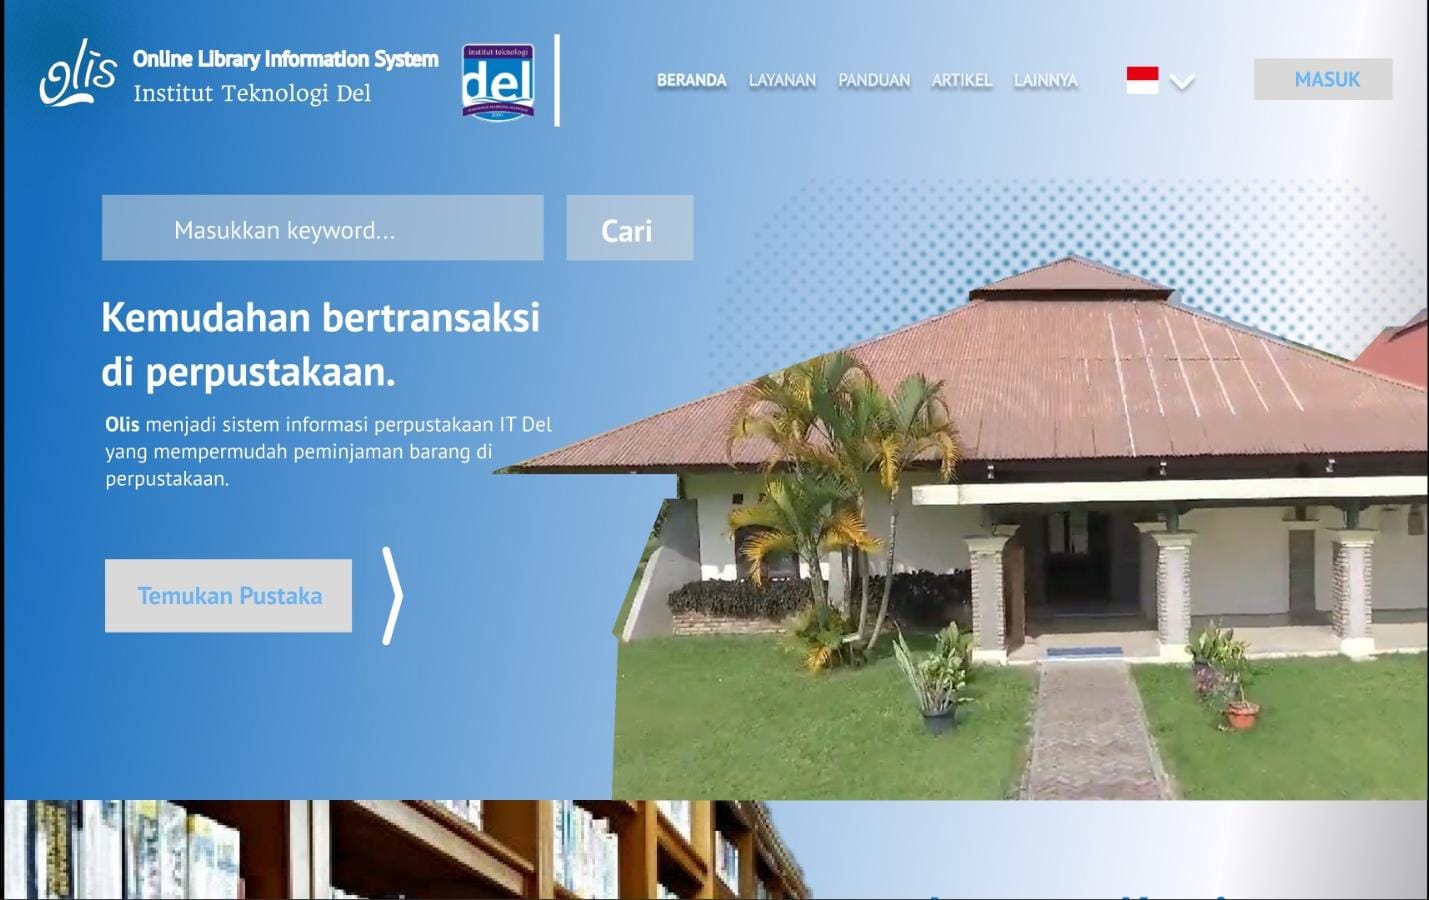 olis
Online Library Information System
Institut Teknologi Del
institut teknologi
del
2001
BERANDA LAYANAN PANDUAN ARTIKEL LAINNYA
MASUK
Masukkan keyword...
Cari
Kemudahan bertransaksi
di perpustakaan.
Olis menjadi sistem informasi perpustakaan IT Del
yang mempermudah peminjaman barang di
perpustakaan.
Temukan Pustaka